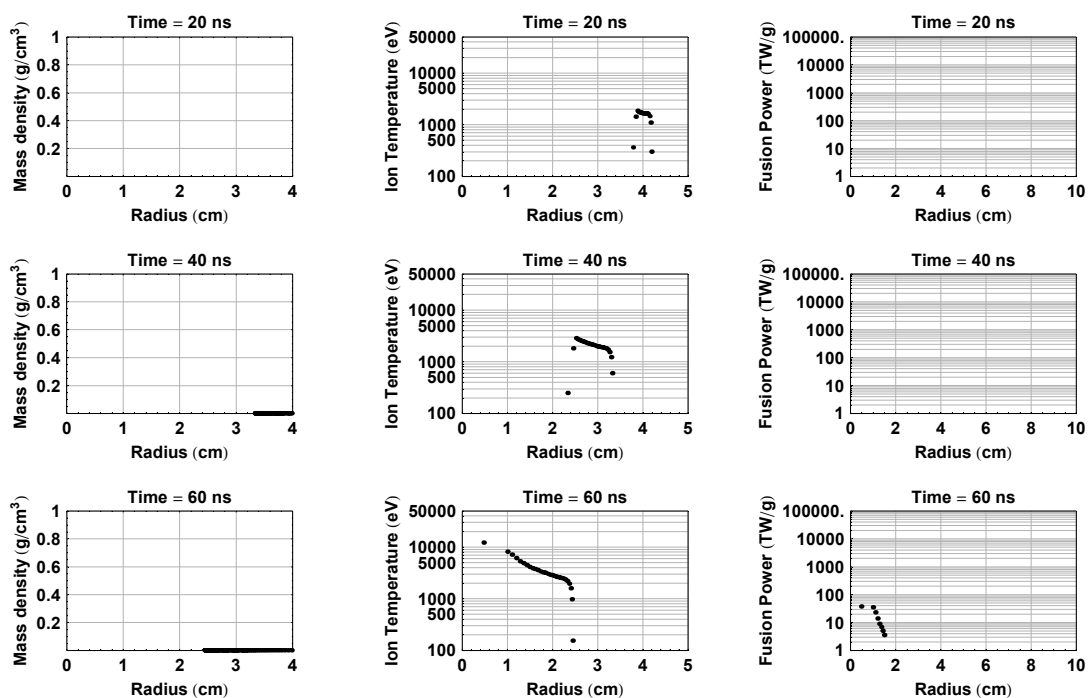 Time = 20 ns
Mass density (g/cm³)
1
0.8
0.6
0.4
0.2
0 1 2 3 4
Radius (cm)
Time = 20 ns
Ion Temperature (eV)
50000
10000
5000
1000
500
100
0 1 2 3 4 5
Radius (cm)
Time = 20 ns
Fusion Power (TW/g)
100000.
10000
1000
100
10
1
0 2 4 6 8 10
Radius (cm)
Time = 40 ns
Mass density (g/cm³)
1
0.8
0.6
0.4
0.2
0 1 2 3 4
Radius (cm)
Time = 40 ns
Ion Temperature (eV)
50000
10000
5000
1000
500
100
0 1 2 3 4 5
Radius (cm)
Time = 40 ns
Fusion Power (TW/g)
100000.
10000
1000
100
10
1
0 2 4 6 8 10
Radius (cm)
Time = 60 ns
Mass density (g/cm³)
1
0.8
0.6
0.4
0.2
0 1 2 3 4
Radius (cm)
Time = 60 ns
Ion Temperature (eV)
50000
10000
5000
1000
500
100
0 1 2 3 4 5
Radius (cm)
Time = 60 ns
Fusion Power (TW/g)
100000.
10000
1000
100
10
1
0 2 4 6 8 10
Radius (cm)